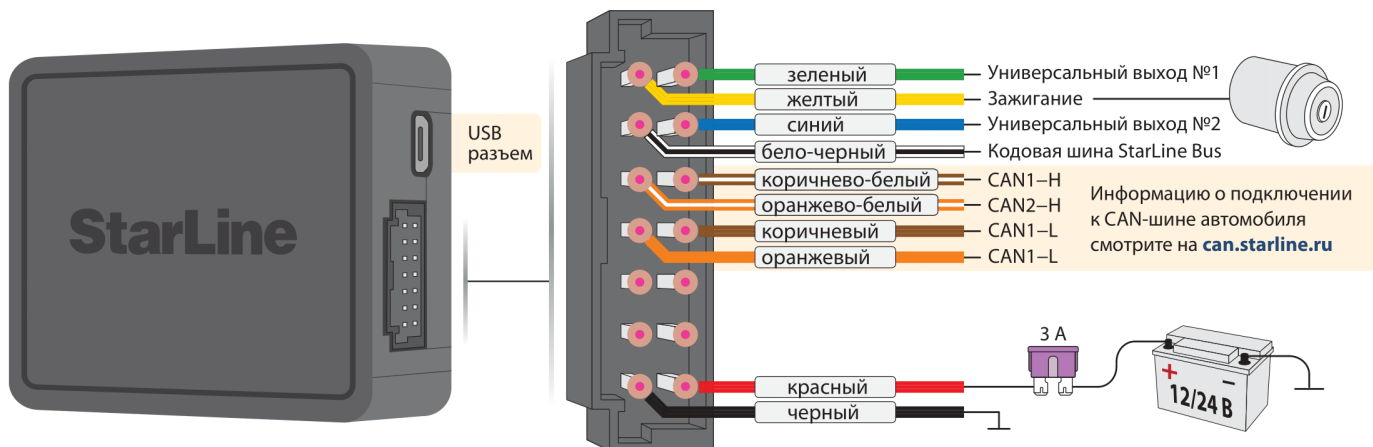 StarLine
USB
разъем
зеленый
Универсальный выход №1
желтый
Зажигание
синий
Универсальный выход №2
бело-черный
Кодовая шина StarLine Bus
коричнево-белый
CAN1–H
оранжево-белый
CAN2–H
коричневый
CAN1–L
оранжевый
CAN1–L
Информацию о подключении
к CAN-шине автомобиля
смотрите на can.starline.ru
3 А
красный
черный
+ –
12/24 В